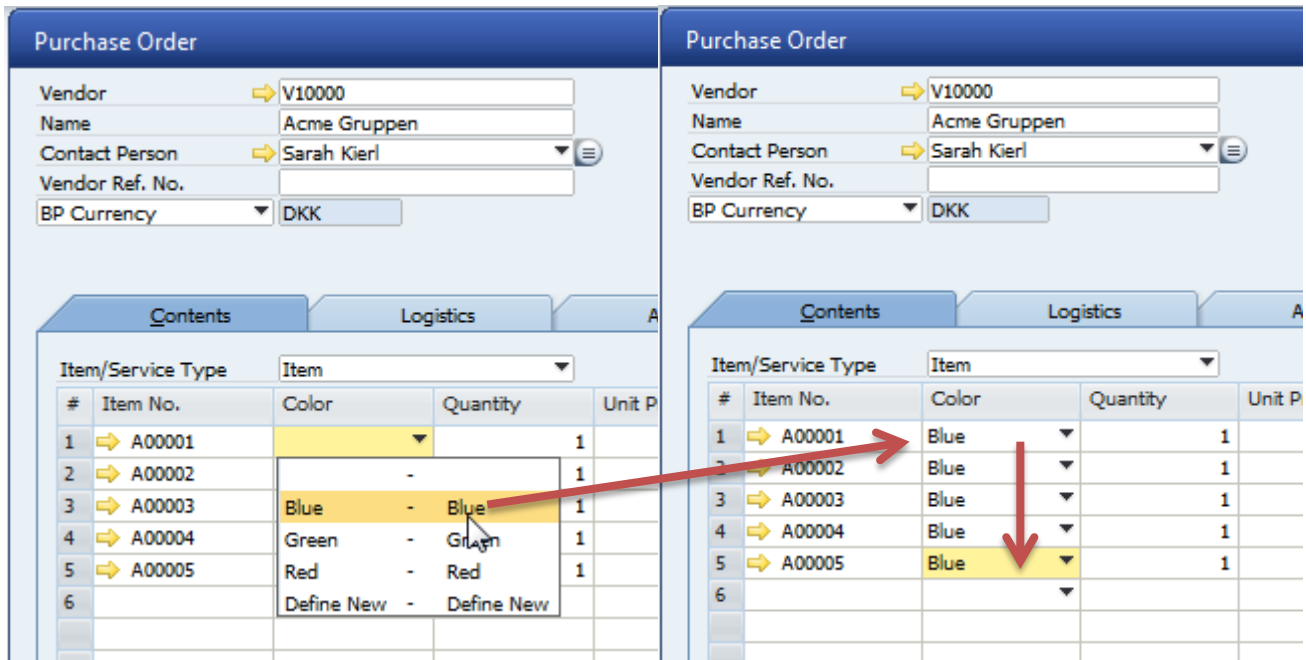 Purchase Order
Vendor V10000
Name Acme Gruppen
Contact Person Sarah Kierl
Vendor Ref. No.
BP Currency DKK
Contents Logistics A
Item/Service Type Item
# Item No. Color Quantity Unit P
1 A00001 1
2 A00002 - 1
3 A00003 Blue - Blue 1
4 A00004 Green - Green 1
5 A00005 Red - Red 1
6 Define New - Define New
Purchase Order
Vendor V10000
Name Acme Gruppen
Contact Person Sarah Kierl
Vendor Ref. No.
BP Currency DKK
Contents Logistics A
Item/Service Type Item
# Item No. Color Quantity Unit P
1 A00001 Blue 1
2 A00002 Blue 1
3 A00003 Blue 1
4 A00004 Blue 1
5 A00005 Blue 1
6